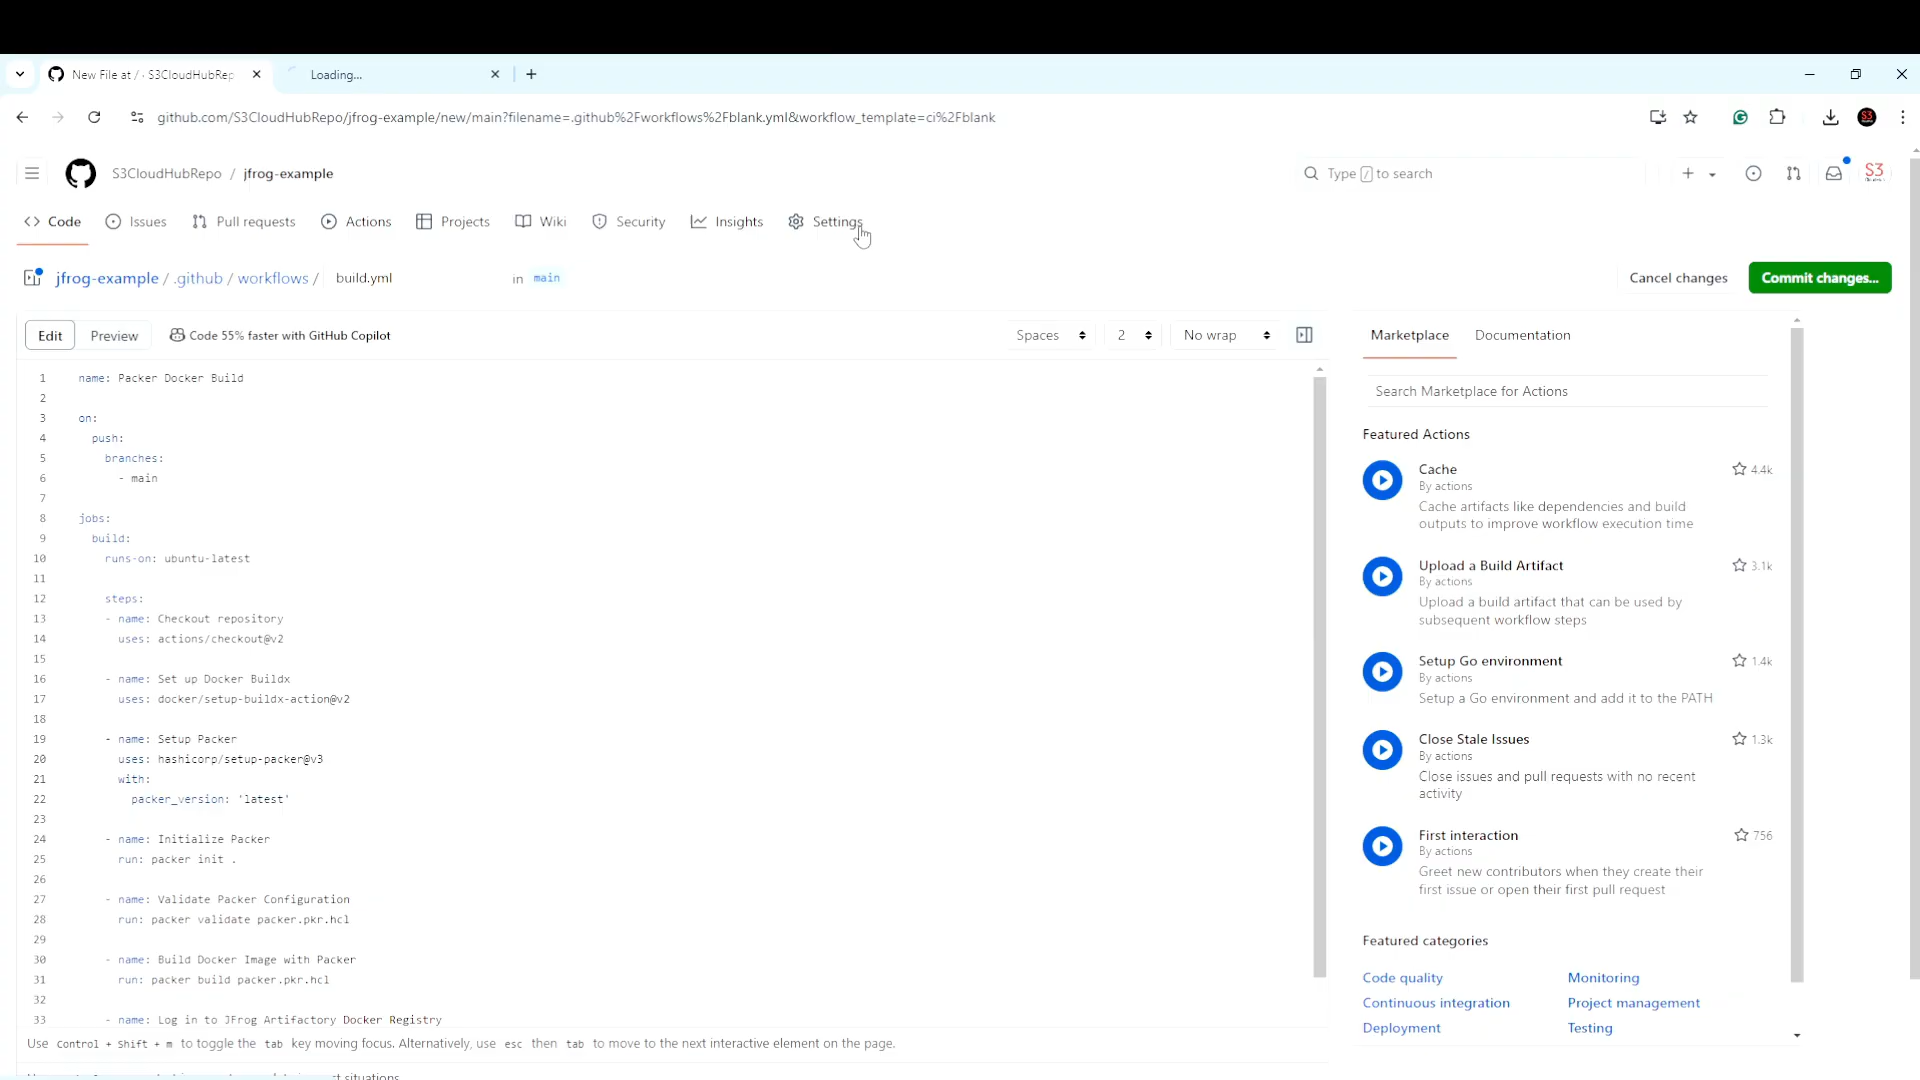 New File at / · S3CloudHubRep
Loading...
github.com/S3CloudHubRepo/jfrog-example/new/main?filename=.github%2Fworkflows%2Fblank.yml&workflow_template=ci%2Fblank
S3CloudHubRepo / jfrog-example
Type / to search
S3
Code
Issues
Pull requests
Actions
Projects
Wiki
Security
Insights
Settings
jfrog-example / .github / workflows / build.yml in main
Cancel changes
Commit changes...
Edit
Preview
Code 55% faster with GitHub Copilot
Spaces
2
No wrap
1 name: Packer Docker Build
2
3 on:
4 push:
5 branches:
6 - main
7
8 jobs:
9 build:
10 runs-on: ubuntu-latest
11
12 steps:
13 - name: Checkout repository
14 uses: actions/checkout@v2
15
16 - name: Set up Docker Buildx
17 uses: docker/setup-buildx-action@v2
18
19 - name: Setup Packer
20 uses: hashicorp/setup-packer@v3
21 with:
22 packer_version: 'latest'
23
24 - name: Initialize Packer
25 run: packer init .
26
27 - name: Validate Packer Configuration
28 run: packer validate packer.pkr.hcl
29
30 - name: Build Docker Image with Packer
31 run: packer build packer.pkr.hcl
32
33 - name: Log in to JFrog Artifactory Docker Registry
Use Control + Shift + m to toggle the tab key moving focus. Alternatively, use esc then tab to move to the next interactive element on the page.
Marketplace
Documentation
Search Marketplace for Actions
Featured Actions
Cache
4.4k
By actions
Cache artifacts like dependencies and build
outputs to improve workflow execution time
Upload a Build Artifact
3.1k
By actions
Upload a build artifact that can be used by
subsequent workflow steps
Setup Go environment
1.4k
By actions
Setup a Go environment and add it to the PATH
Close Stale Issues
1.3k
By actions
Close issues and pull requests with no recent
activity
First interaction
756
By actions
Greet new contributors when they create their
first issue or open their first pull request
Featured categories
Code quality
Monitoring
Continuous integration
Project management
Deployment
Testing